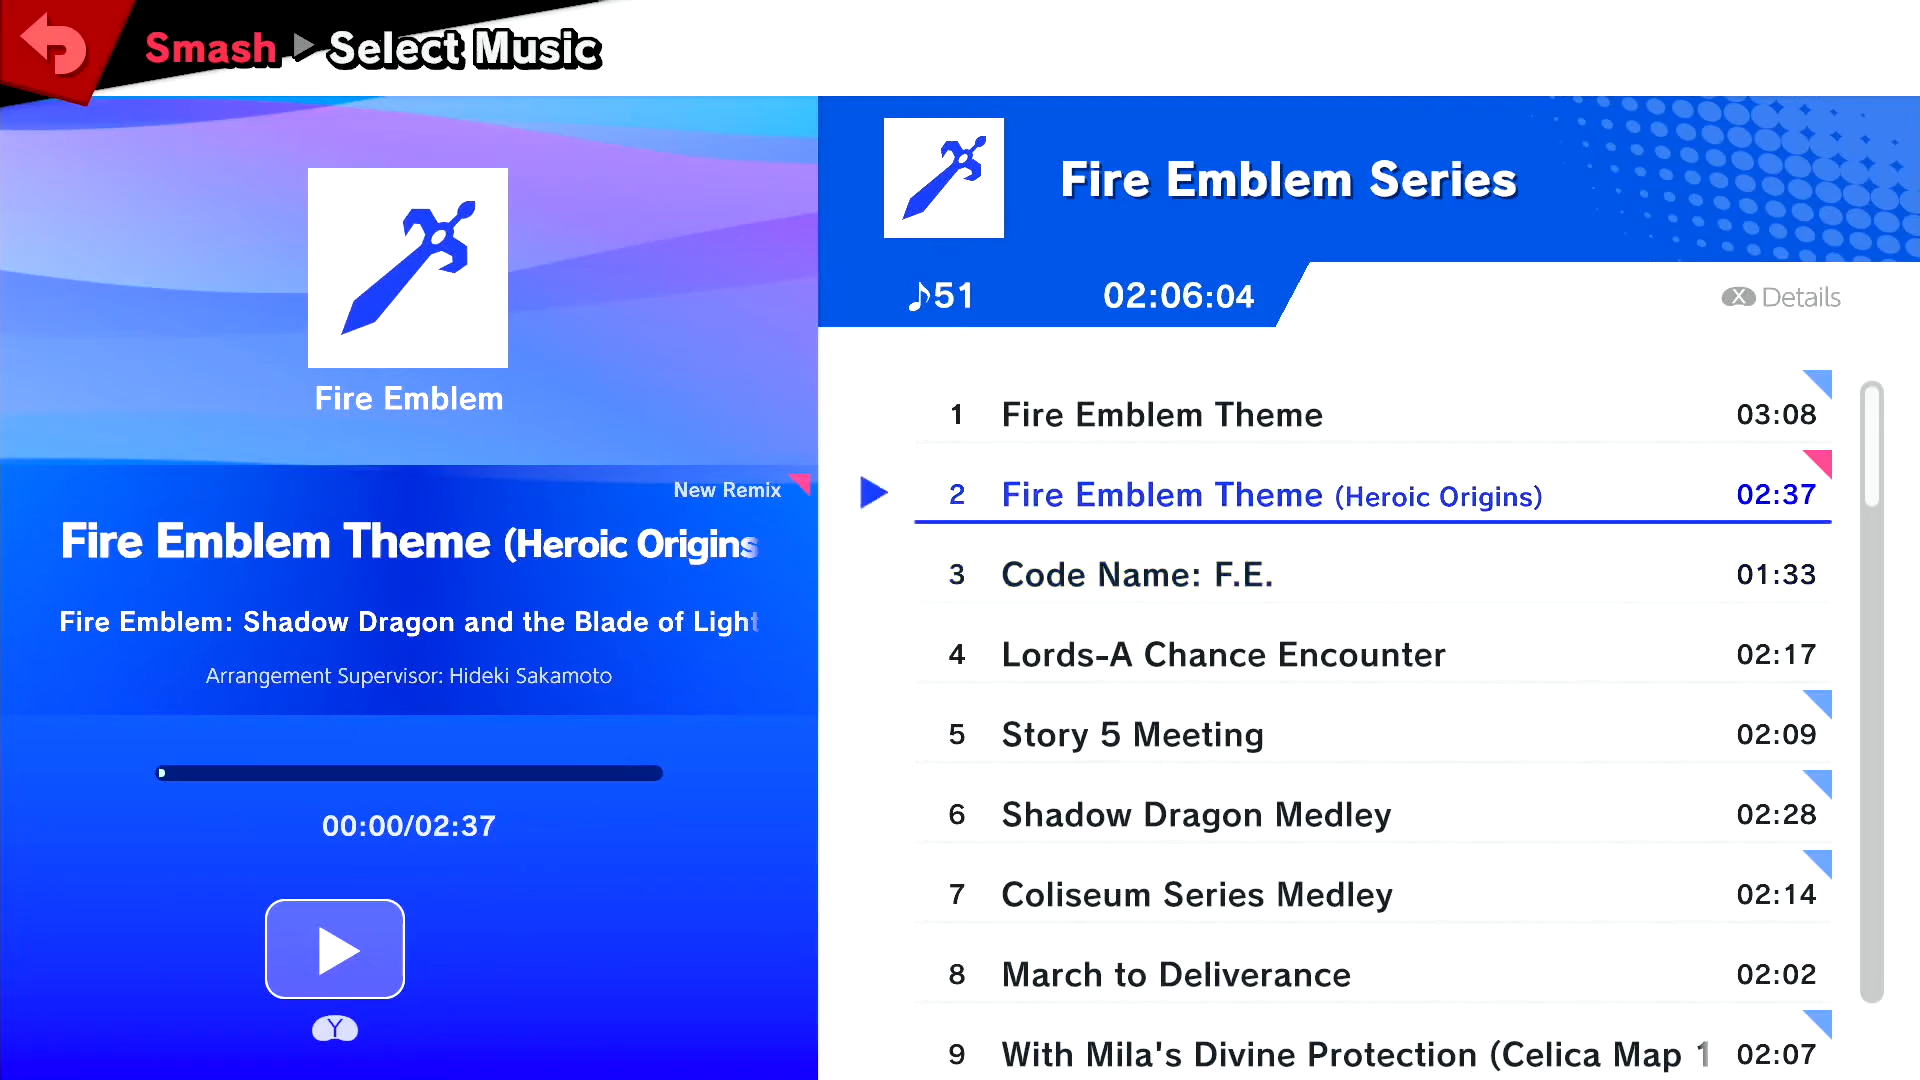 Smash ▶ Select Music
Fire Emblem
New Remix
Fire Emblem Theme (Heroic Origins
Fire Emblem: Shadow Dragon and the Blade of Light
Arrangement Supervisor: Hideki Sakamoto
00:00/02:37
Y
Fire Emblem Series
♪51 02:06:04
X Details
1 Fire Emblem Theme 03:08
2 Fire Emblem Theme (Heroic Origins) 02:37
3 Code Name: F.E. 01:33
4 Lords-A Chance Encounter 02:17
5 Story 5 Meeting 02:09
6 Shadow Dragon Medley 02:28
7 Coliseum Series Medley 02:14
8 March to Deliverance 02:02
9 With Mila's Divine Protection (Celica Map 1 02:07